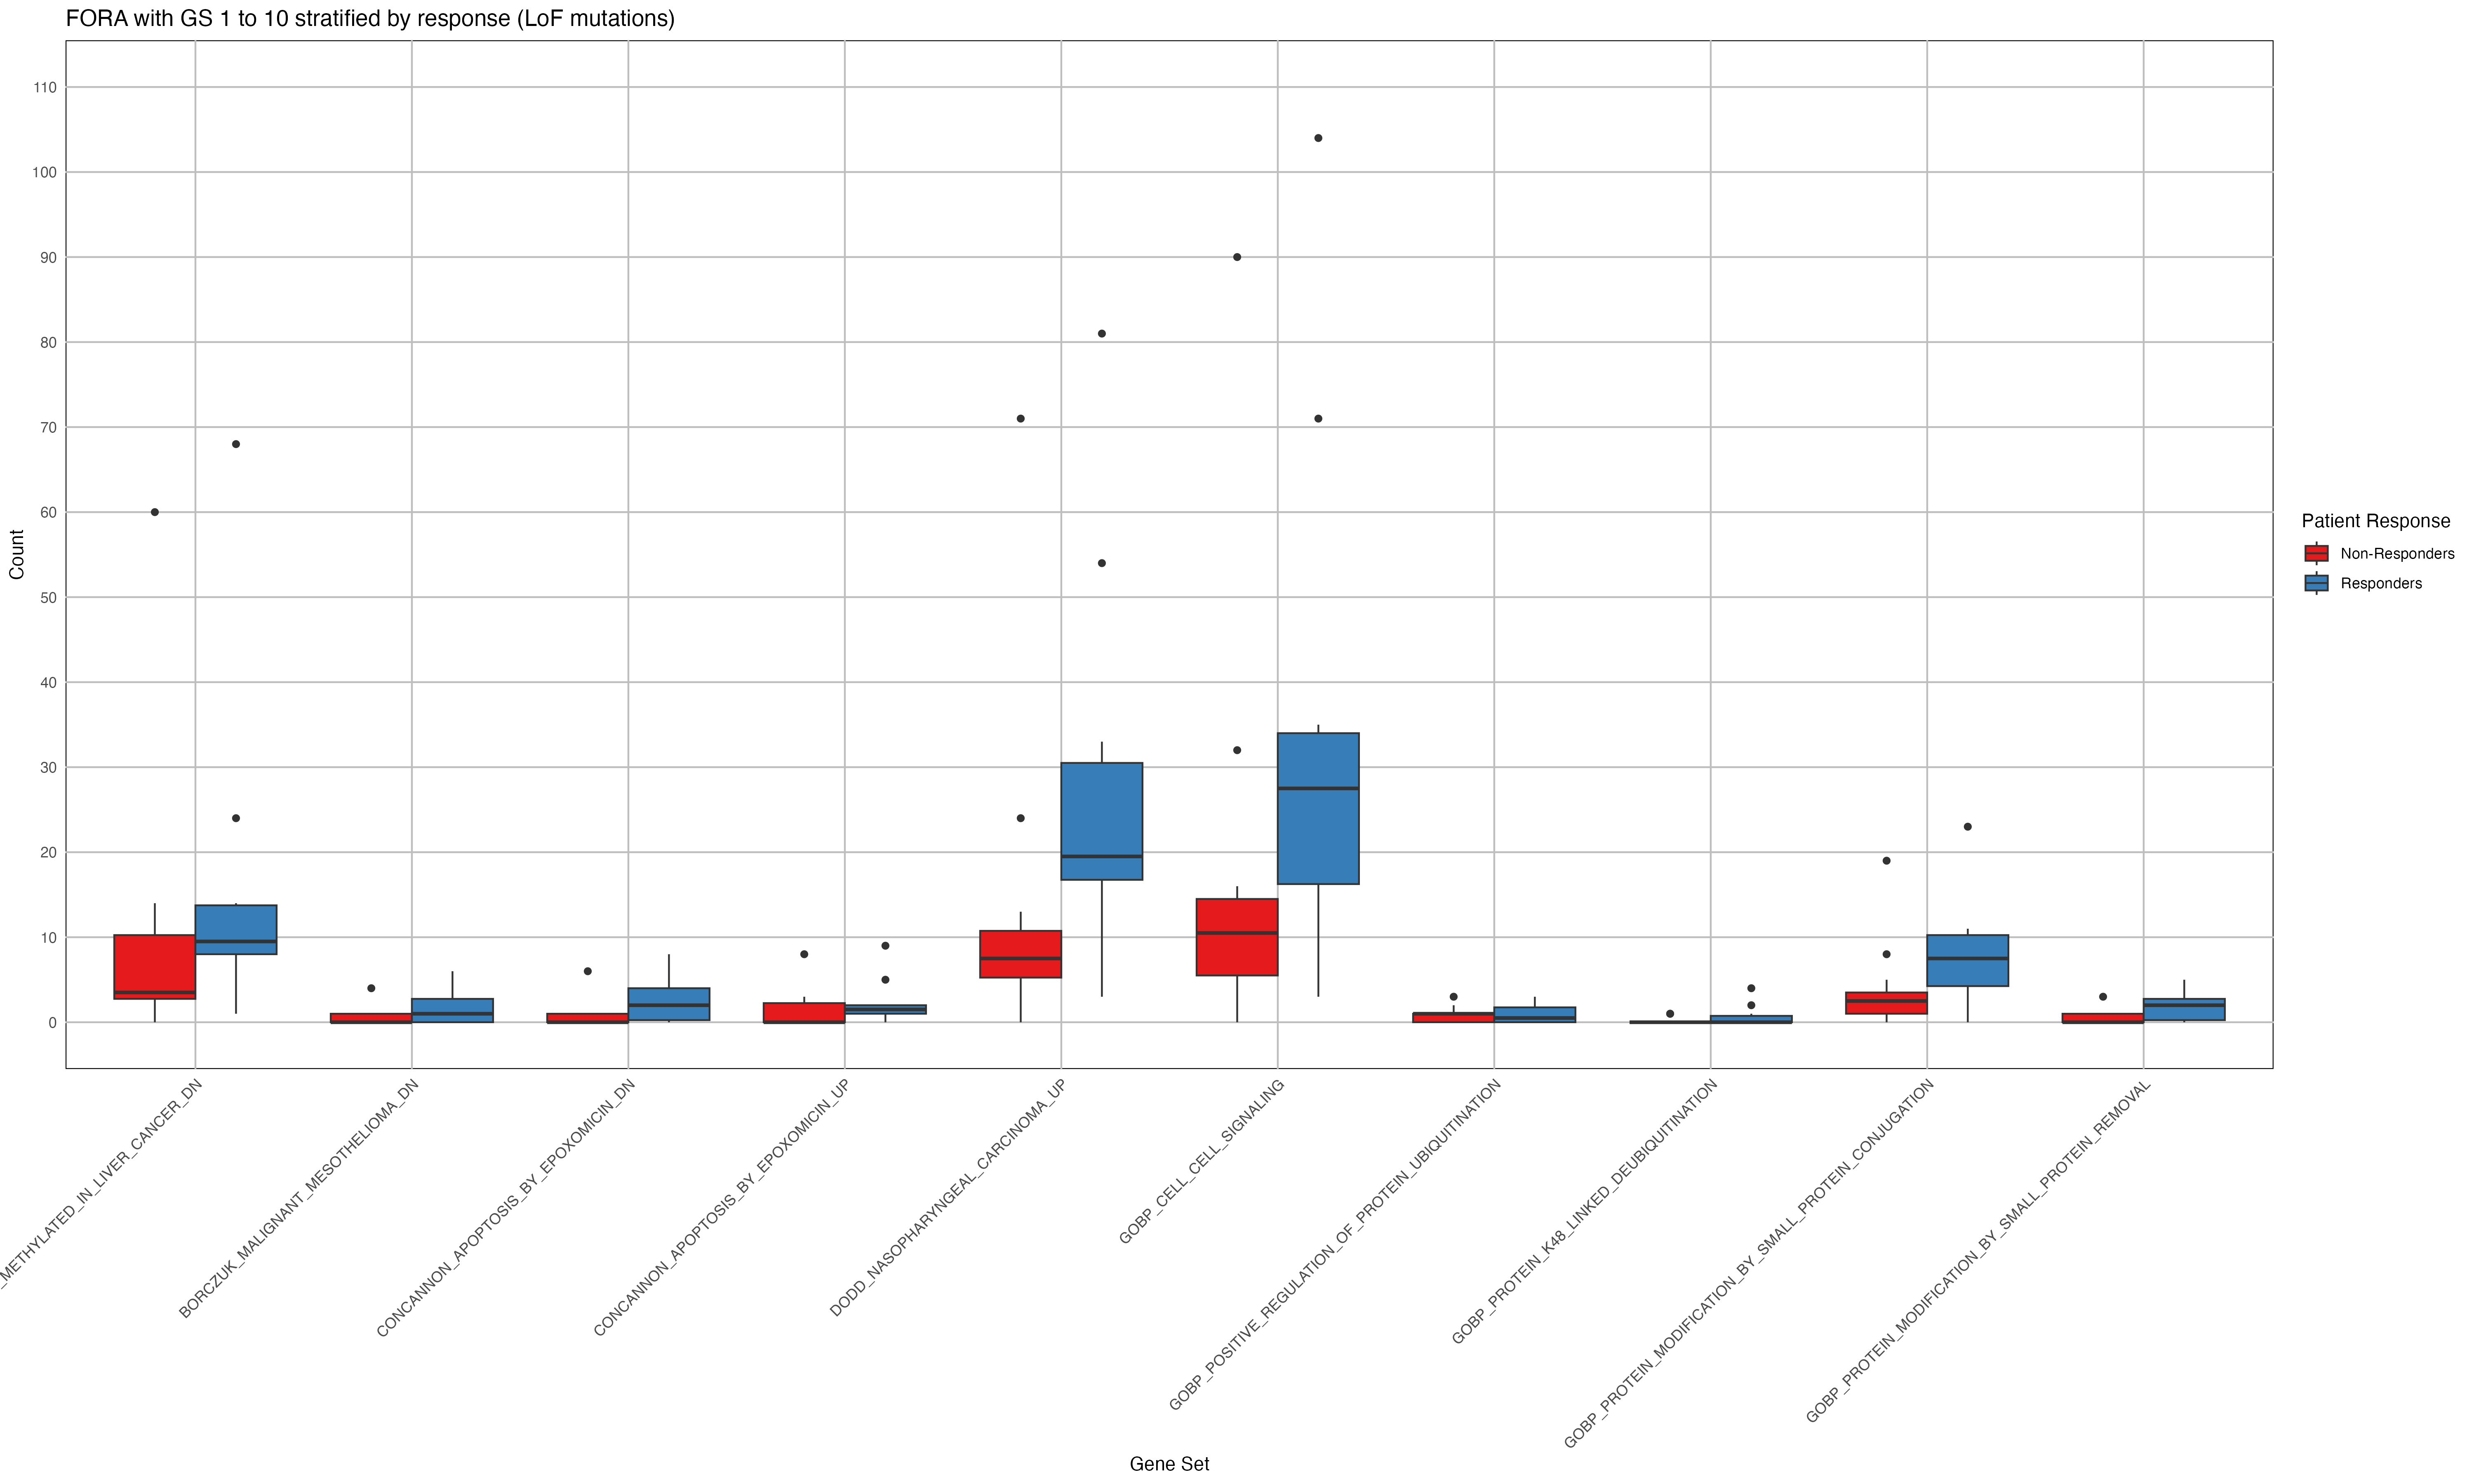 FORA with GS 1 to 10 stratified by response (LoF mutations)
110
100
90
80
70
60
50
40
30
20
10
0
Count
_METHYLATED_IN_LIVER_CANCER_DN
BORCZUK_MALIGNANT_MESOTHELIOMA_DN
CONCANNON_APOPTOSIS_BY_EPOXOMICIN_DN
CONCANNON_APOPTOSIS_BY_EPOXOMICIN_UP
DODD_NASOPHARYNGEAL_CARCINOMA_UP
GOBP_CELL_CELL_SIGNALING
GOBP_POSITIVE_REGULATION_OF_PROTEIN_UBIQUITINATION
GOBP_PROTEIN_K48_LINKED_DEUBIQUITINATION
GOBP_PROTEIN_MODIFICATION_BY_SMALL_PROTEIN_CONJUGATION
GOBP_PROTEIN_MODIFICATION_BY_SMALL_PROTEIN_REMOVAL
Gene Set
Patient Response
Non-Responders
Responders